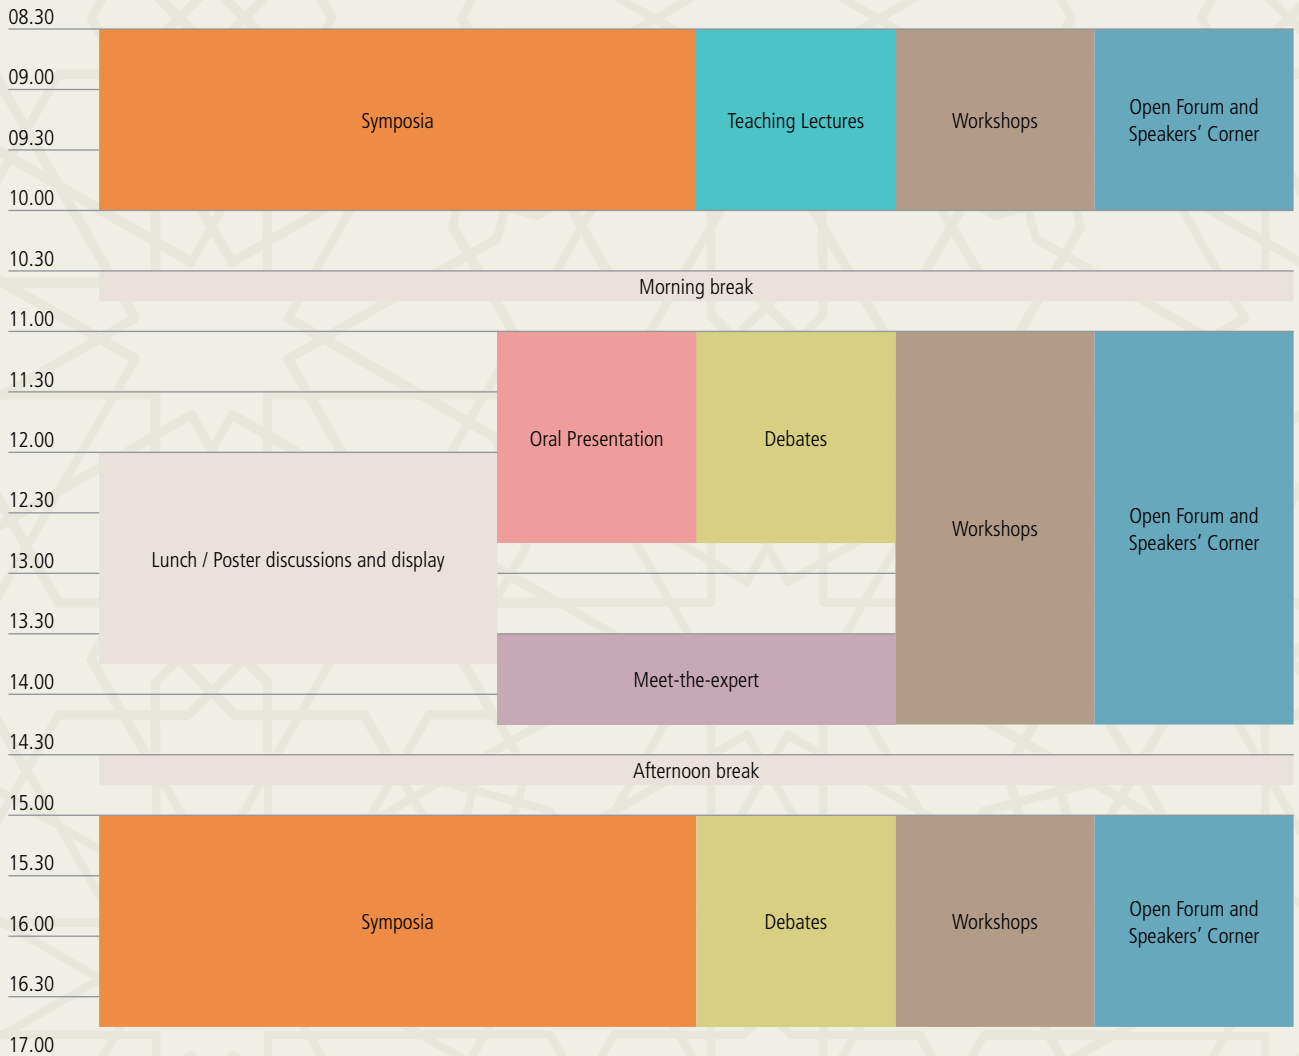 08.30
09.00
09.30
10.00
Symposia
Teaching Lectures
Workshops
Open Forum and
Speakers’ Corner
10.30
Morning break
11.00
11.30
12.00
12.30
13.00
13.30
14.00
Oral Presentation
Debates
Lunch / Poster discussions and display
Workshops
Open Forum and
Speakers’ Corner
Meet-the-expert
14.30
Afternoon break
15.00
15.30
16.00
16.30
Symposia
Debates
Workshops
Open Forum and
Speakers’ Corner
17.00